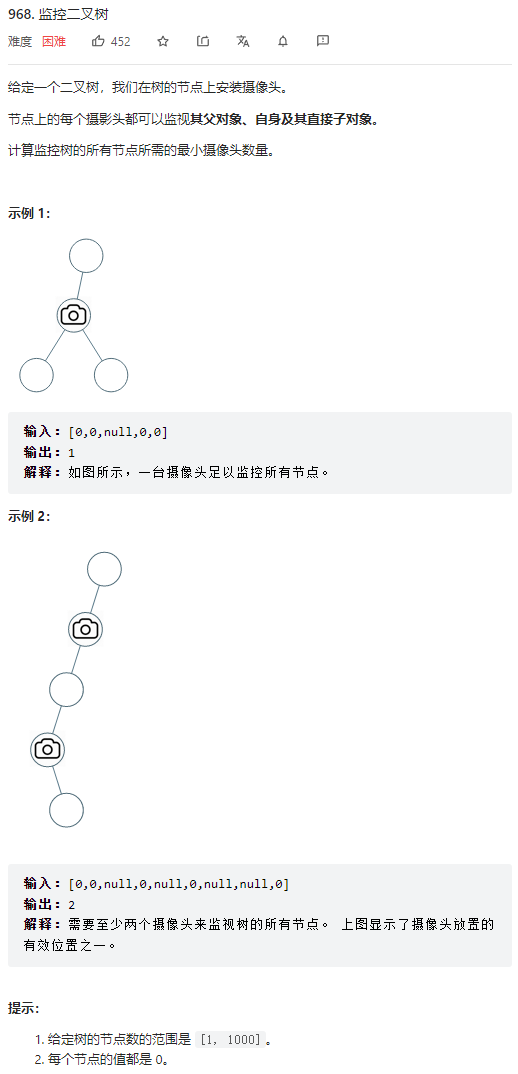 968. 监控二叉树
难度 困难 452
给定一个二叉树，我们在树的节点上安装摄像头。
节点上的每个摄影头都可以监视其父对象、自身及其直接子对象。
计算监控树的所有节点所需的最小摄像头数量。
示例 1：
输入：[0,0,null,0,0]
输出：1
解释：如图所示，一台摄像头足以监控所有节点。
示例 2：
输入：[0,0,null,0,null,0,null,null,0]
输出：2
解释：需要至少两个摄像头来监视树的所有节点。 上图显示了摄像头放置的
有效位置之一。
提示：
1. 给定树的节点数的范围是 [1, 1000]。
2. 每个节点的值都是 0。